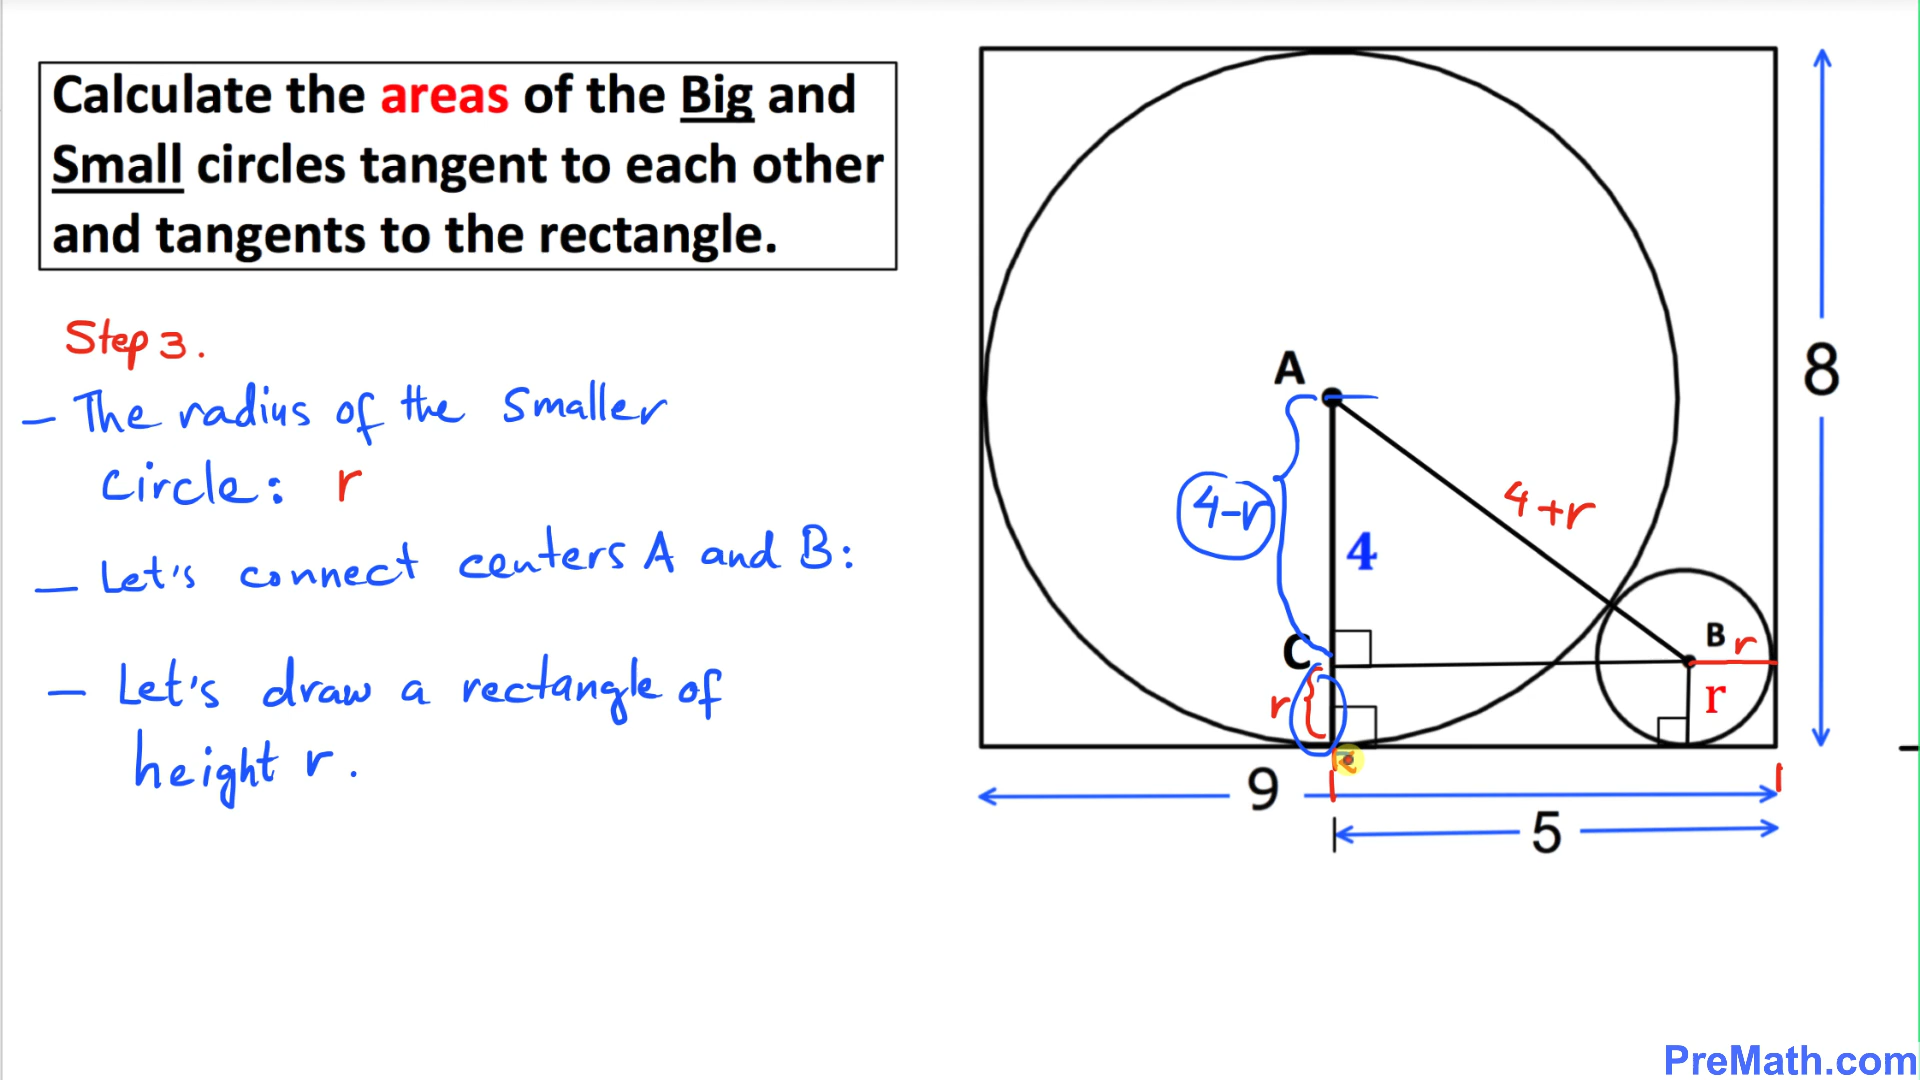 Calculate the areas of the Big and
Small circles tangent to each other
and tangents to the rectangle.
Step 3.
– The radius of the smaller
circle: r
– Let's connect centers A and B:
– Let's draw a rectangle of
height r.
A
8
4-r
4+r
4
C
B r
r
r
9
5
PreMath.com